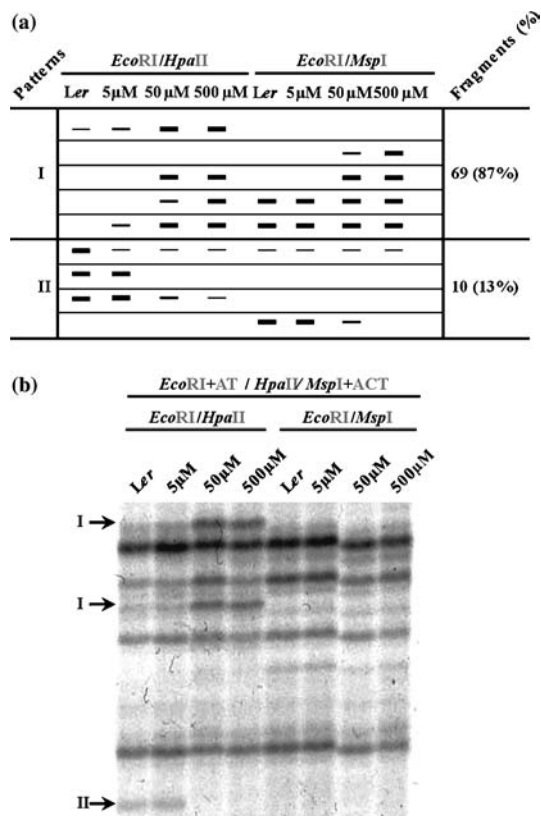 (a)
Patterns
EcoRI/HpaII EcoRI/MspI
Fragments (%)
Ler 5µM 50 µM 500 µM Ler 5µM 50 µM 500 µM
I
69 (87%)
II
10 (13%)
(b)
EcoRI+AT / HpaII/ MspI+ACT
EcoRI/HpaII EcoRI/MspI
Ler 5µM 50µM 500µM Ler 5µM 50µM 500µM
I
I
II